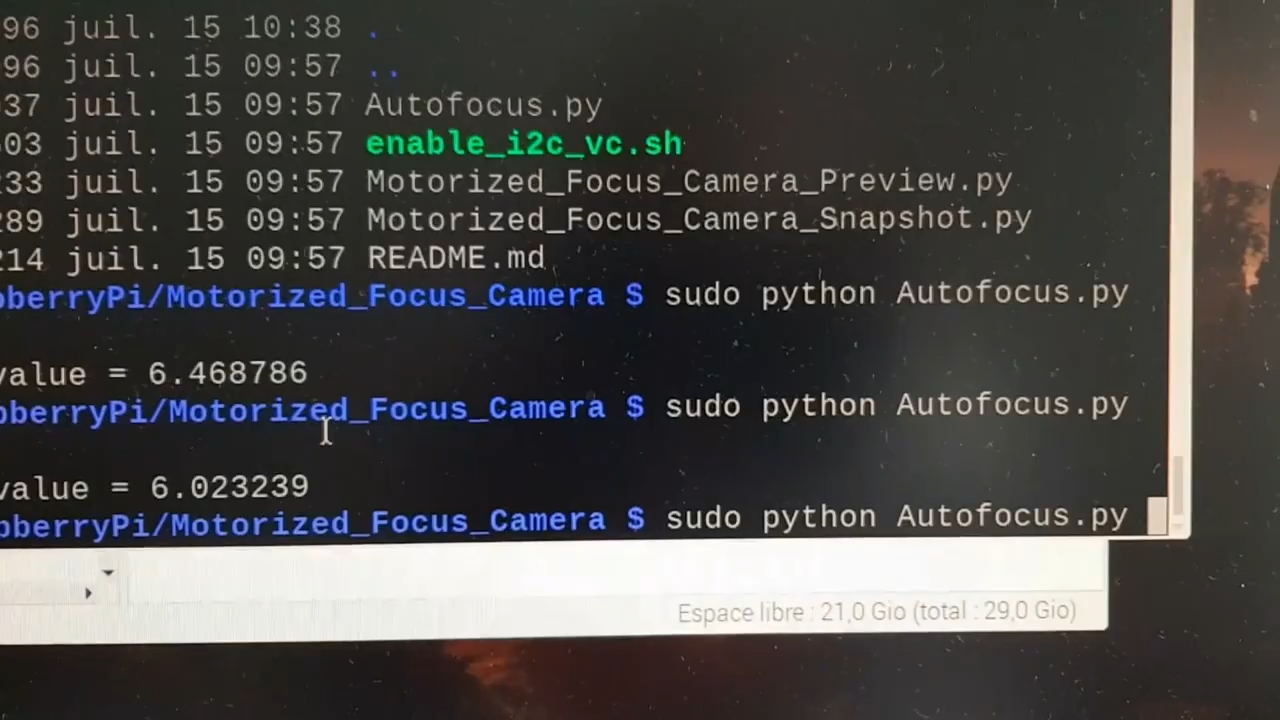 96 juil. 15 10:38 .
96 juil. 15 09:57 ..
37 juil. 15 09:57 Autofocus.py
03 juil. 15 09:57 enable_i2c_vc.sh
233 juil. 15 09:57 Motorized_Focus_Camera_Preview.py
289 juil. 15 09:57 Motorized_Focus_Camera_Snapshot.py
214 juil. 15 09:57 README.md
berryPi/Motorized_Focus_Camera $ sudo python Autofocus.py
value = 6.468786
berryPi/Motorized_Focus_Camera $ sudo python Autofocus.py
value = 6.023239
berryPi/Motorized_Focus_Camera $ sudo python Autofocus.py
Espace libre : 21,0 Gio (total : 29,0 Gio)